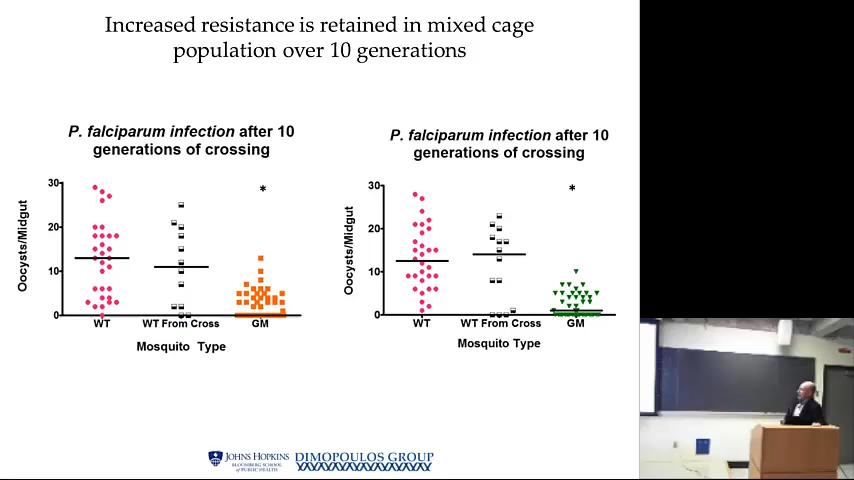 Increased resistance is retained in mixed cage
population over 10 generations
P. falciparum infection after 10
generations of crossing
30
20
10
0
Oocysts/Midgut
*
WT
WT From Cross
GM
Mosquito Type
P. falciparum infection after 10
generations of crossing
30
20
10
0
Oocysts/Midgut
*
WT
WT From Cross
GM
Mosquito Type
JOHNS HOPKINS
BLOOMBERG SCHOOL
of PUBLIC HEALTH
DIMOPOULOS GROUP